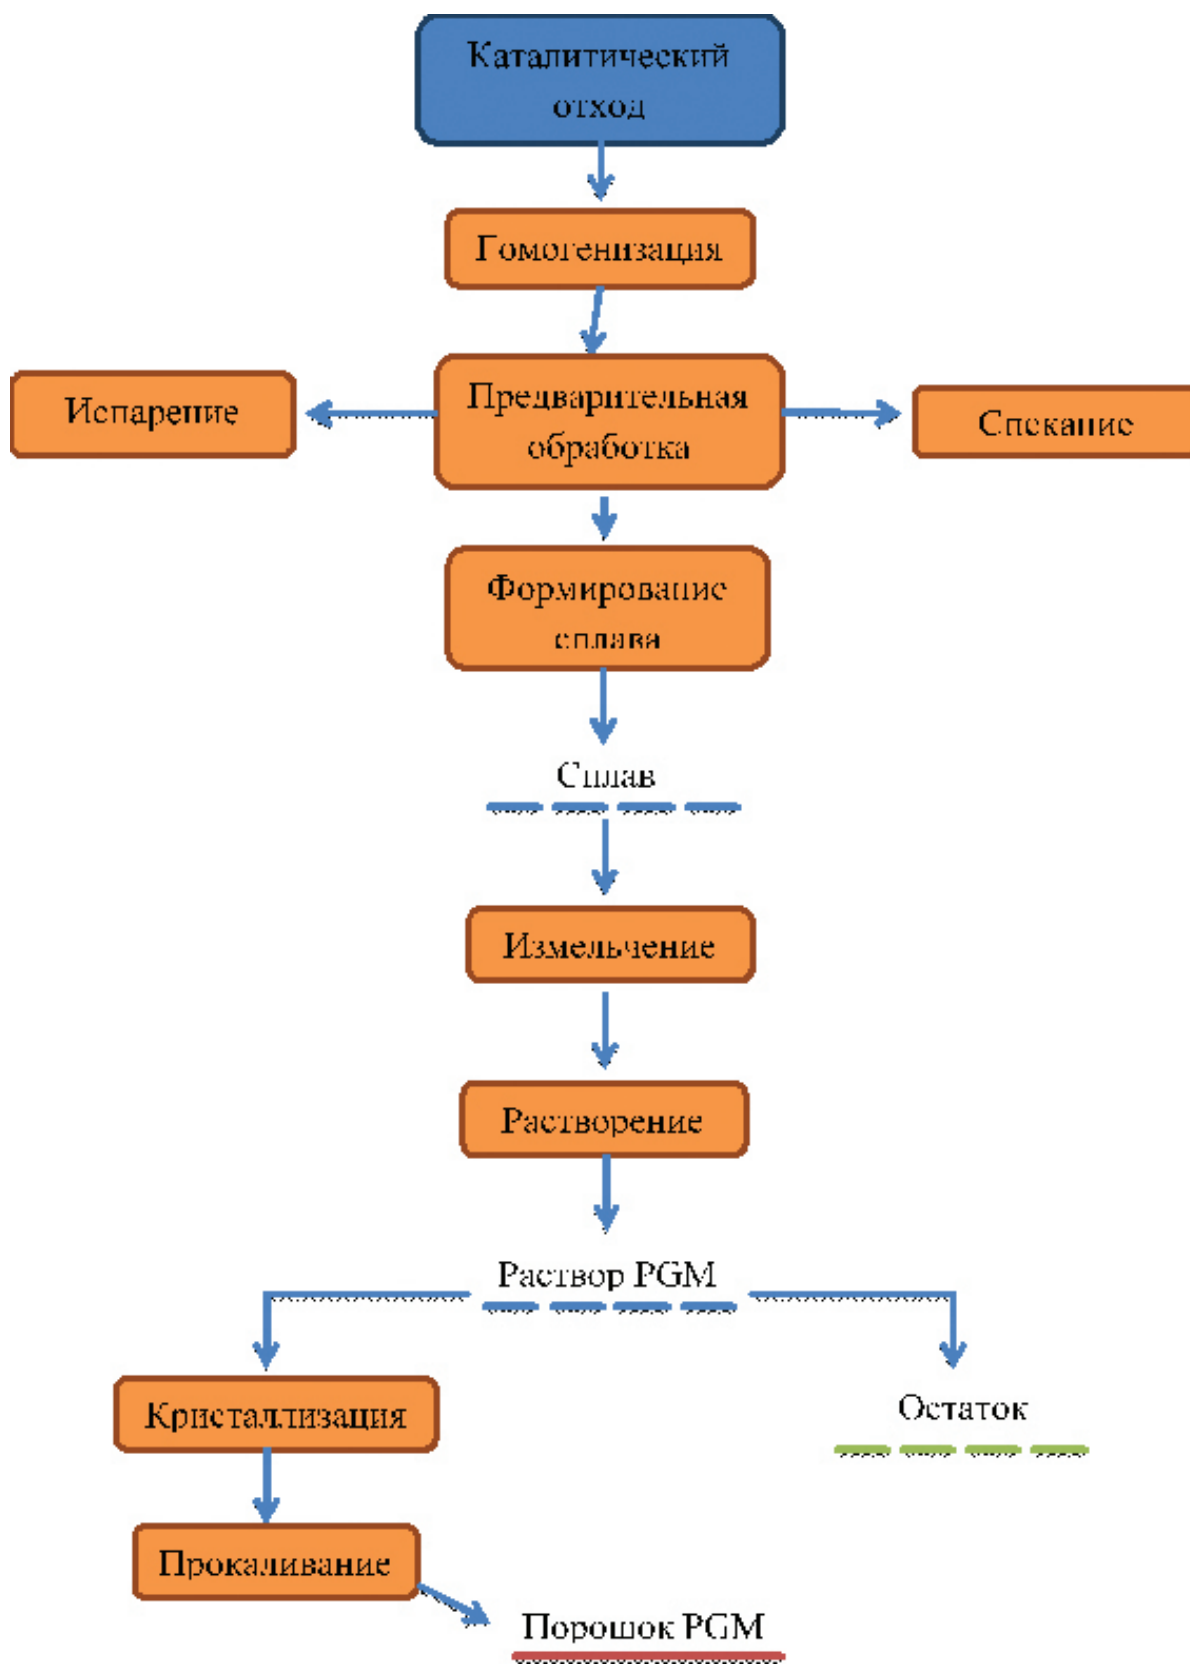 Каталитический
отход
Гомогенизация
Испарение
Предварительная
обработка
Спекание
Формирование
сплава
Сплав
Измельчение
Растворение
Раствор PGM
Кристаллизация
Остаток
Прокаливание
Порошок PGM